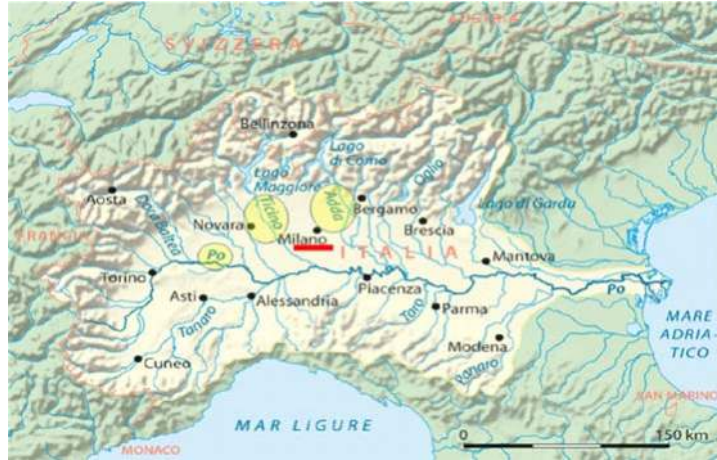 SVIZZERA
AUSTRIA
Bellinzona
Lago
di Como
Oglio
Lago
Maggiore
Aosta
Dora Baltea
Ticino
Adda
Bergamo
Lago di Garda
FRANCIA
Novara
Milano
Brescia
ITALIA
Po
Mantova
Torino
Asti
Alessandria
Piacenza
Po
Tanaro
Taro
Parma
MARE
ADRIA-
TICO
Cuneo
Modena
Panaro
SAN MARINO
MAR LIGURE
MONACO
0
150 km